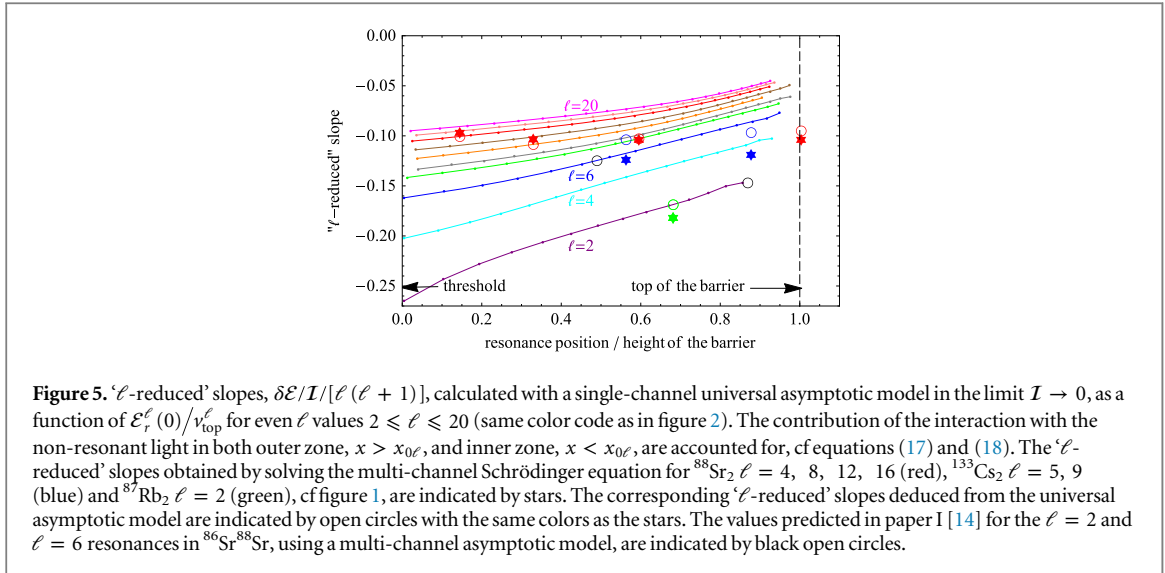 0.00
−0.05
−0.10
−0.15
−0.20
−0.25
"ℓ−reduced" slope
ℓ=20
ℓ=6
ℓ=4
ℓ=2
threshold
top of the barrier
0.0 0.2 0.4 0.6 0.8 1.0
resonance position / height of the barrier
Figure 5. ‘ℓ-reduced’ slopes, δℰ/ℐ/[ℓ(ℓ + 1)], calculated with a single-channel universal asymptotic model in the limit ℐ → 0, as a
function of ℰᵣ^ℓ(0)/𝓋_top^ℓ for even ℓ values 2 ⩽ ℓ ⩽ 20 (same color code as in figure 2). The contribution of the interaction with the
non-resonant light in both outer zone, x > x₀ℓ, and inner zone, x < x₀ℓ, are accounted for, cf equations (17) and (18). The ‘ℓ-
reduced’ slopes obtained by solving the multi-channel Schrödinger equation for ⁸⁸Sr₂ ℓ = 4, 8, 12, 16 (red), ¹³³Cs₂ ℓ = 5, 9
(blue) and ⁸⁷Rb₂ ℓ = 2 (green), cf figure 1, are indicated by stars. The corresponding ‘ℓ-reduced’ slopes deduced from the universal
asymptotic model are indicated by open circles with the same colors as the stars. The values predicted in paper I [14] for the ℓ = 2 and
ℓ = 6 resonances in ⁸⁶Sr⁸⁸Sr, using a multi-channel asymptotic model, are indicated by black open circles.